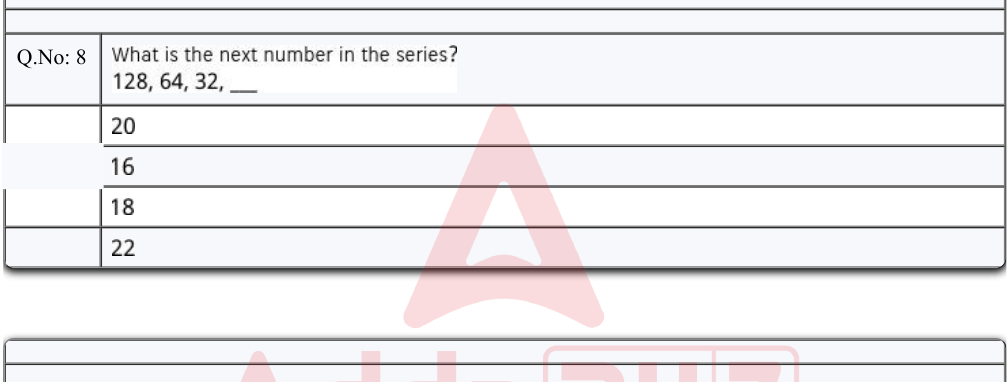 Q.No: 8
What is the next number in the series?
128, 64, 32, ___
20
16
18
22